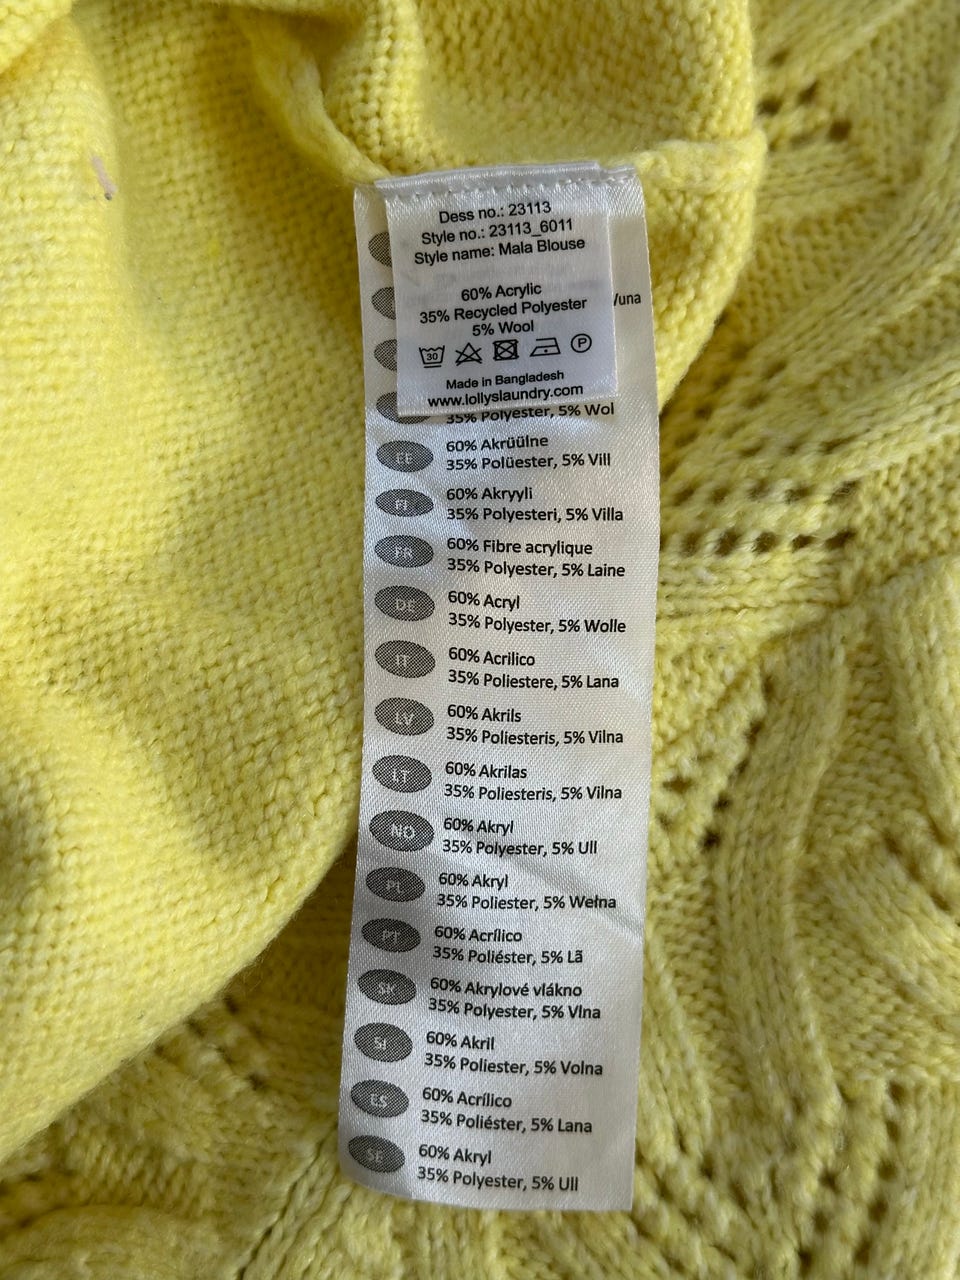 Dess no.: 23113
Style no.: 23113_6011
Style name: Mala Blouse
60% Acrylic
35% Recycled Polyester
5% Wool
30
P
Made in Bangladesh
www.lollyslaundry.com
35% Polyester, 5% Wol
EE 60% Akrüülne
35% Polüester, 5% Vill
FI 60% Akryyli
35% Polyesteri, 5% Villa
FR 60% Fibre acrylique
35% Polyester, 5% Laine
DE 60% Acryl
35% Polyester, 5% Wolle
IT 60% Acrilico
35% Poliestere, 5% Lana
LV 60% Akrils
35% Poliesteris, 5% Vilna
LT 60% Akrilas
35% Poliesteris, 5% Vilna
NO 60% Akryl
35% Polyester, 5% Ull
PL 60% Akryl
35% Poliester, 5% Wełna
PT 60% Acrílico
35% Poliéster, 5% Lã
SK 60% Akrylové vlákno
35% Polyester, 5% Vlna
SI 60% Akril
35% Poliester, 5% Volna
ES 60% Acrílico
35% Poliéster, 5% Lana
SE 60% Akryl
35% Polyester, 5% Ull